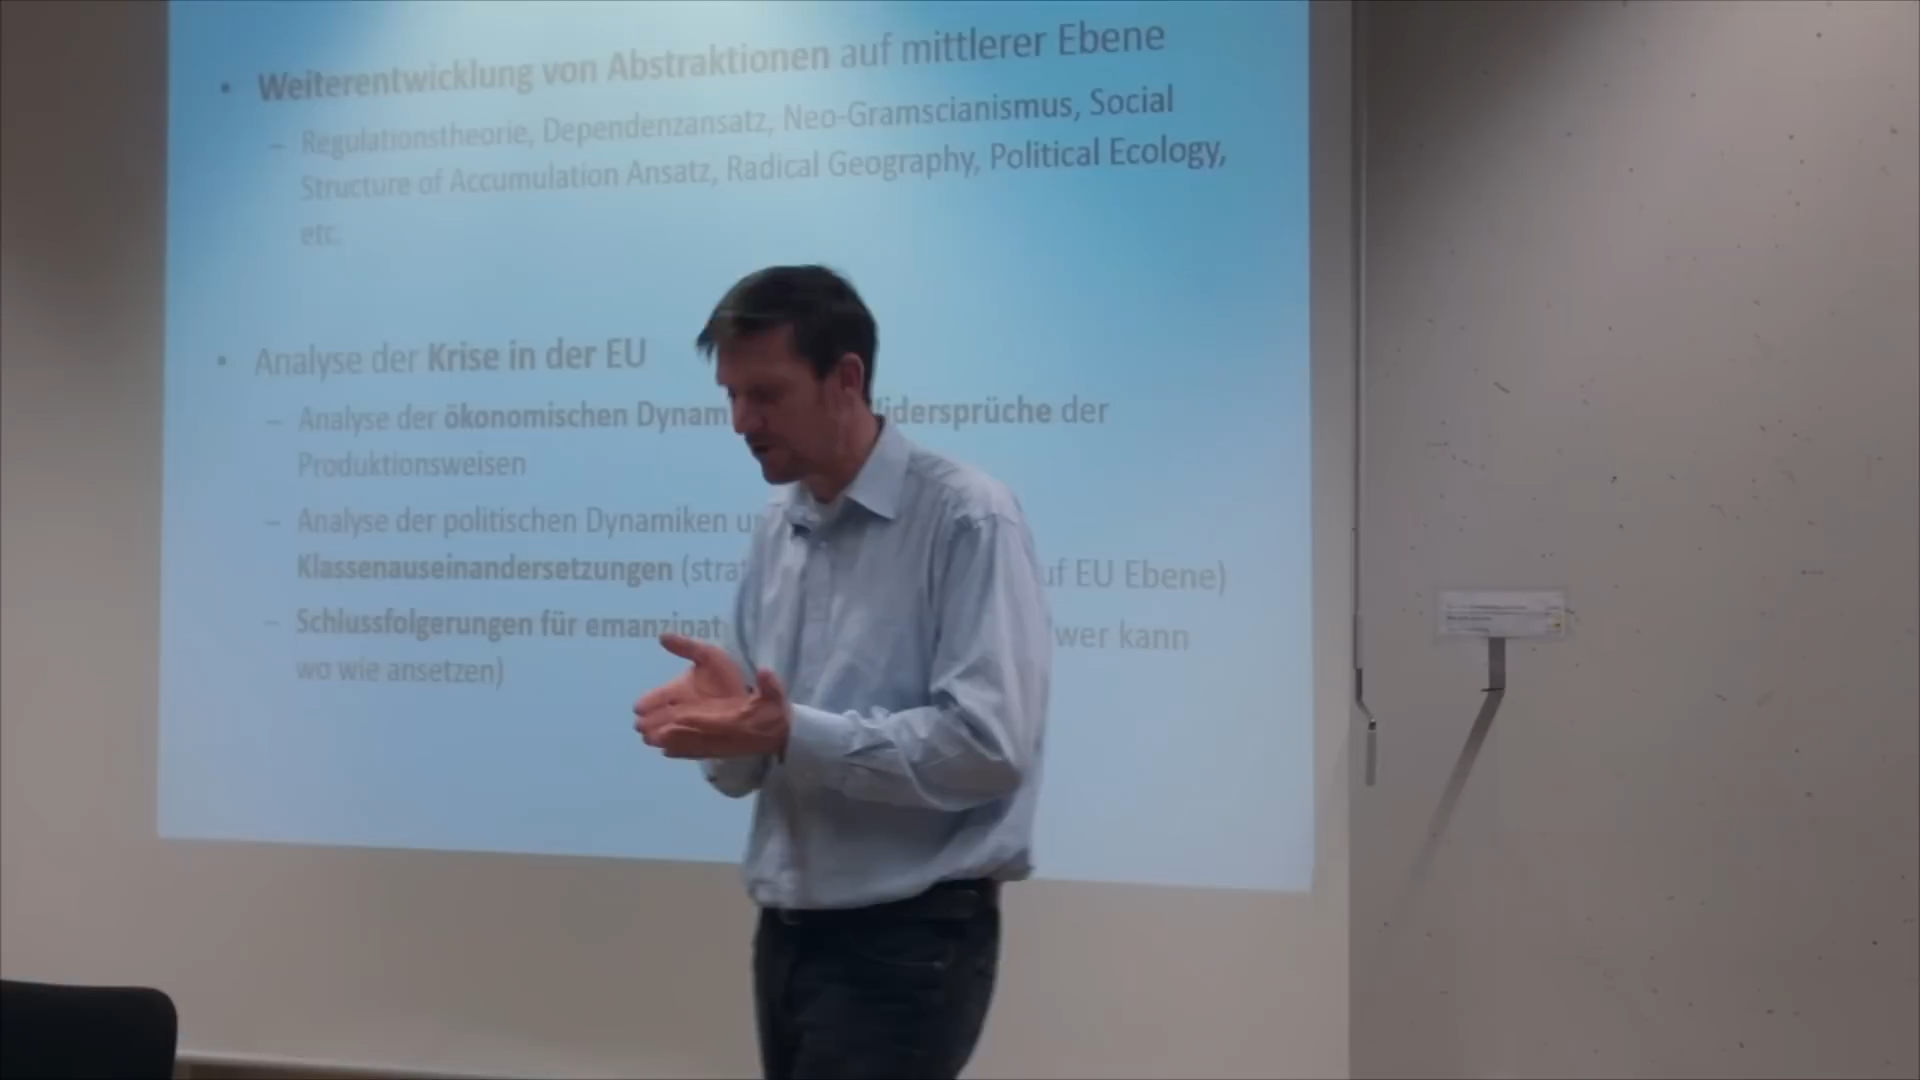 • Weiterentwicklung von Abstraktionen auf mittlerer Ebene
– Regulationstheorie, Dependenzansatz, Neo-Gramscianismus, Social
Structure of Accumulation Ansatz, Radical Geography, Political Ecology,
etc.
• Analyse der Krise in der EU
– Analyse der ökonomischen Dynam idersprüche der
Produktionsweisen
– Analyse der politischen Dynamiken u
Klassenauseinandersetzungen (stra uf EU Ebene)
– Schlussfolgerungen für emanzipat wer kann
wo wie ansetzen)